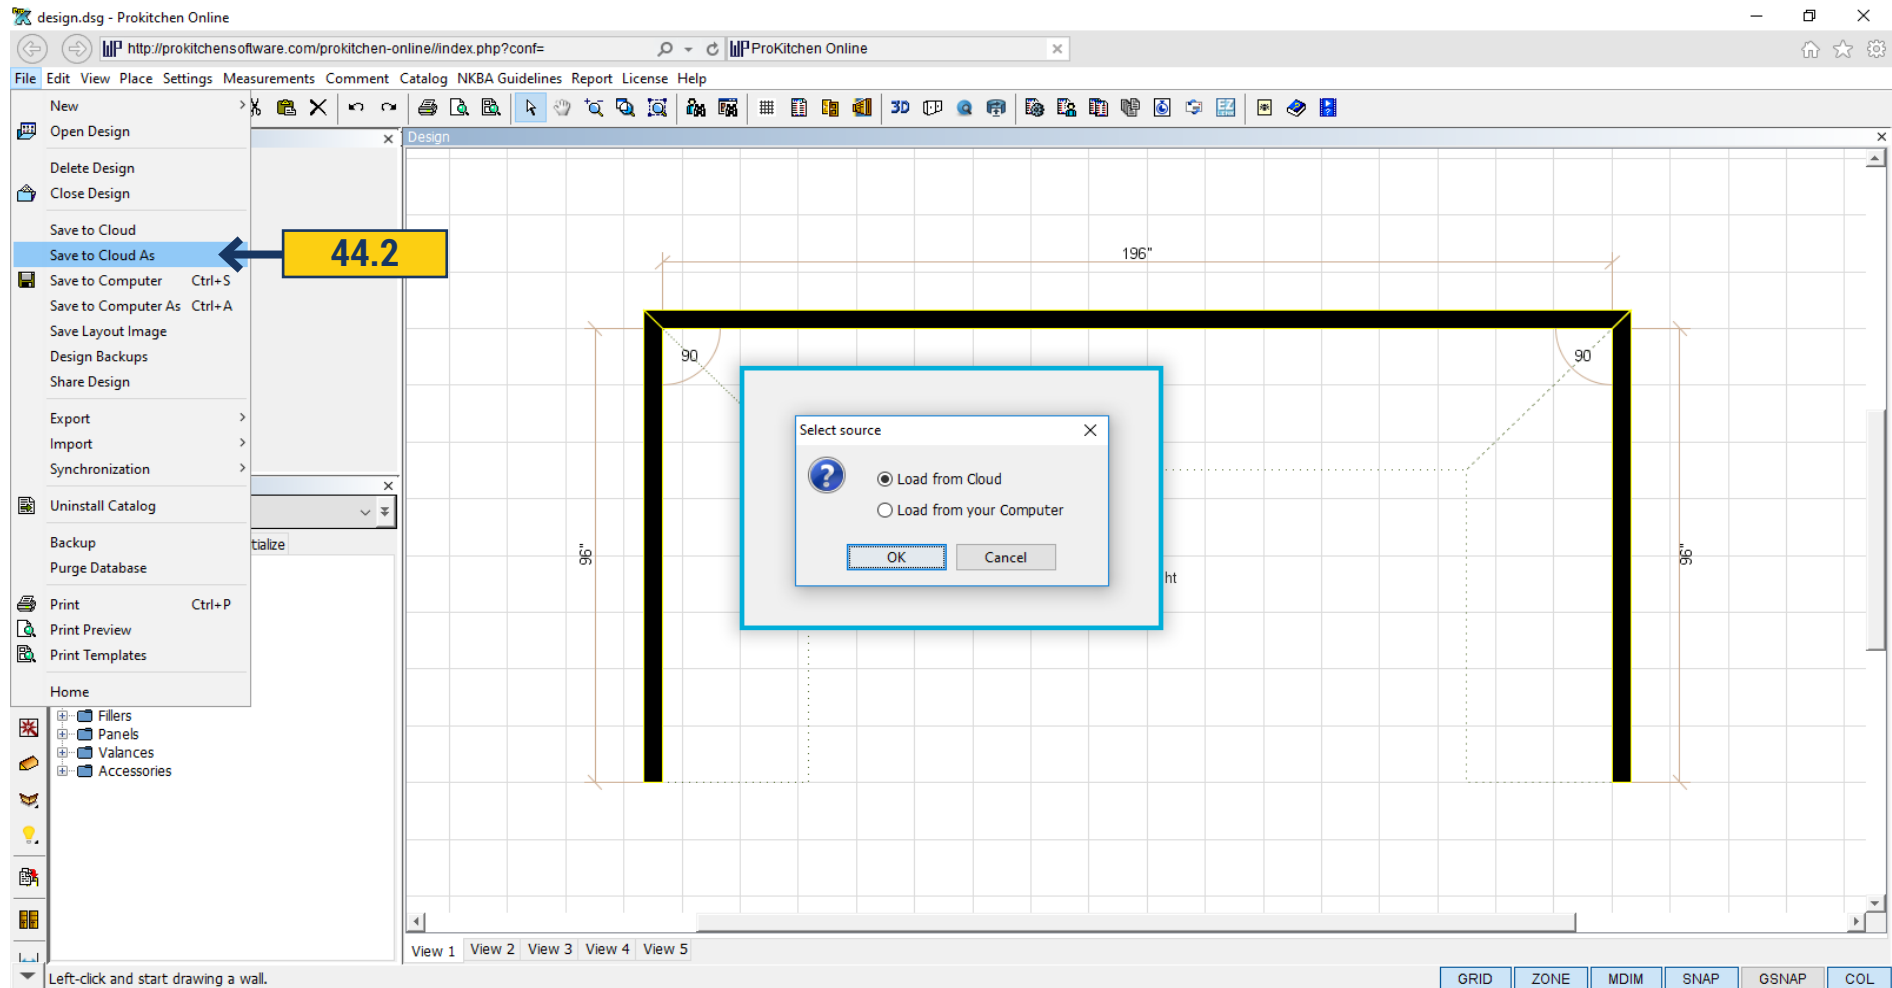 design.dsg - Prokitchen Online
http://prokitchensoftware.com/prokitchen-online//index.php?conf=
ProKitchen Online
File Edit View Place Settings Measurements Comment Catalog NKBA Guidelines Report License Help
New
Open Design
Delete Design
Close Design
Save to Cloud
Save to Cloud As
Save to Computer Ctrl+S
Save to Computer As Ctrl+A
Save Layout Image
Design Backups
Share Design
Export
Import
Synchronization
Uninstall Catalog
Backup
Purge Database
Print Ctrl+P
Print Preview
Print Templates
Home
44.2
tialize
Fillers
Panels
Valances
Accessories
3D
EZ
Design
196"
90
90
96"
96"
ht
Select source
Load from Cloud
Load from your Computer
OK Cancel
View 1 View 2 View 3 View 4 View 5
Left-click and start drawing a wall.
GRID ZONE MDIM SNAP GSNAP COL